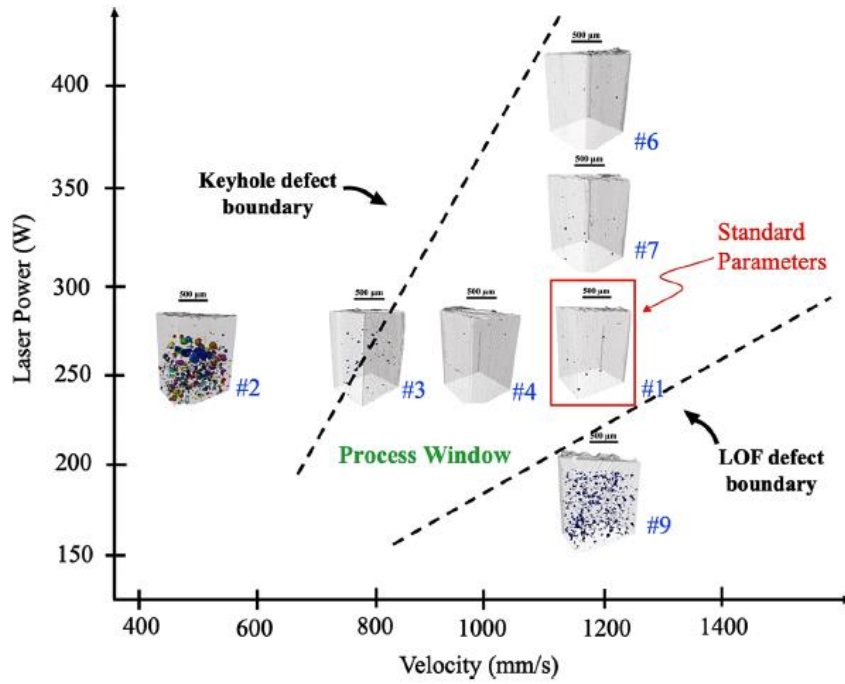 500 µm
#6
400
Keyhole defect
boundary
500 µm
#7
350
Standard
Parameters
Laser Power (W)
300
500 µm
#2
500 µm
#3
500 µm
#4
500 µm
#1
250
Process Window
LOF defect
boundary
200
500 µm
#9
150
400
600
800
1000
1200
1400
Velocity (mm/s)